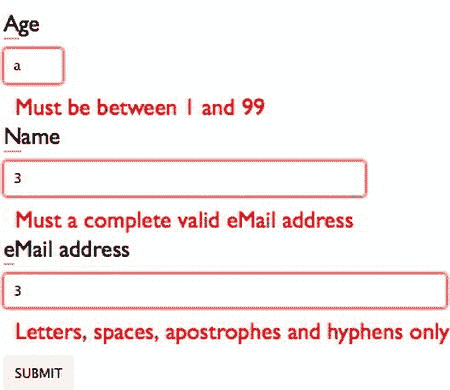 Age
a
Must be between 1 and 99
Name
3
Must a complete valid eMail address
eMail address
3
Letters, spaces, apostrophes and hyphens only
SUBMIT